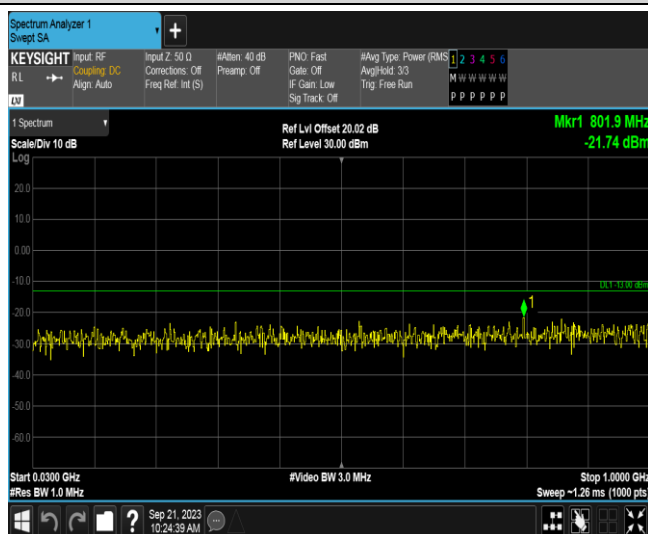 Spectrum Analyzer 1
Swept SA
KEYSIGHT
RL
LXI
Input: RF
Coupling: DC
Align: Auto
Input Z: 50 Ω
Corrections: Off
Freq Ref: Int (S)
#Atten: 40 dB
Preamp: Off
PNO: Fast
Gate: Off
IF Gain: Low
Sig Track: Off
#Avg Type: Power (RMS
Avg|Hold: 3/3
Trig: Free Run
1 2 3 4 5 6
M W W W W W
P P P P P P
1 Spectrum
Scale/Div 10 dB
Log
Ref Lvl Offset 20.02 dB
Ref Level 30.00 dBm
Mkr1 801.9 MHz
-21.74 dBm
20.0
10.0
0.00
-10.0
DL1 -13.00 dBm
-20.0
1
-30.0
-40.0
-50.0
-60.0
Start 0.0300 GHz
#Video BW 3.0 MHz
Stop 1.0000 GHz
#Res BW 1.0 MHz
Sweep ~1.26 ms (1000 pts)
?
Sep 21, 2023
10:24:39 AM